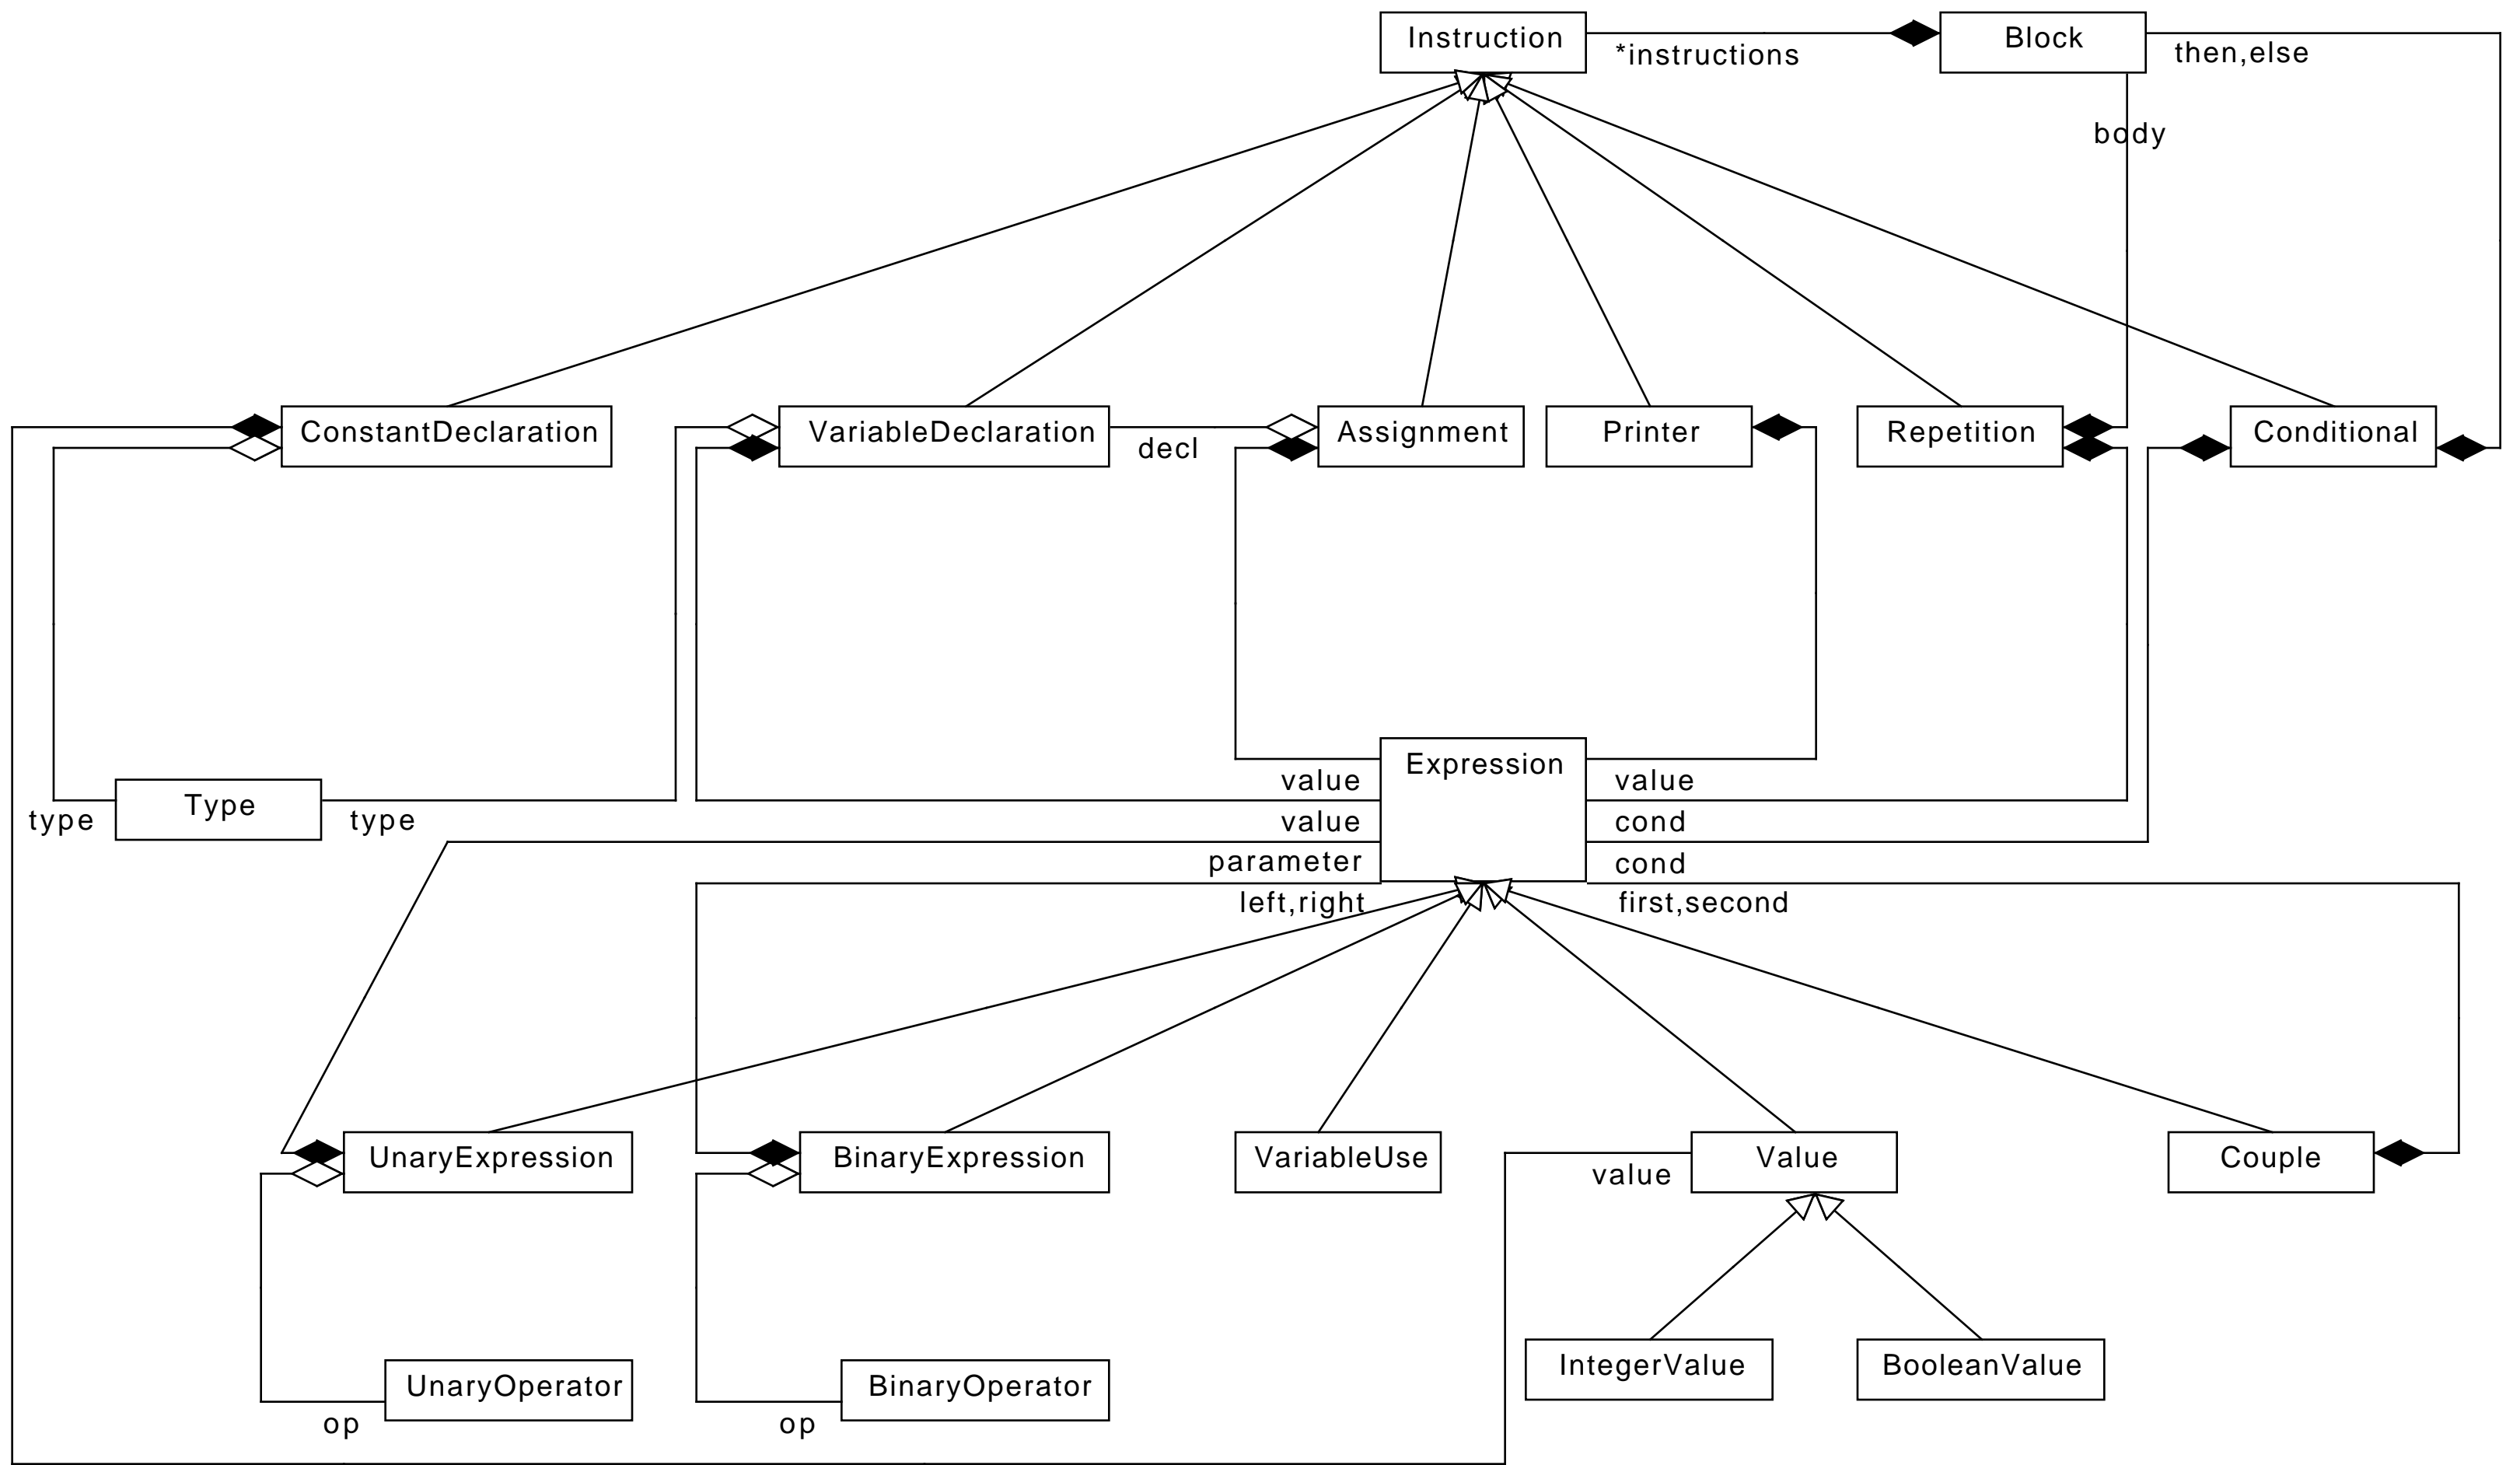 Instruction
*instructions
Block
then,else
body
ConstantDeclaration
VariableDeclaration
decl
Assignment
Printer
Repetition
Conditional
Expression
value
value
type
Type
type
value
cond
parameter
cond
left,right
first,second
UnaryExpression
BinaryExpression
VariableUse
value
Value
Couple
UnaryOperator
op
BinaryOperator
op
IntegerValue
BooleanValue